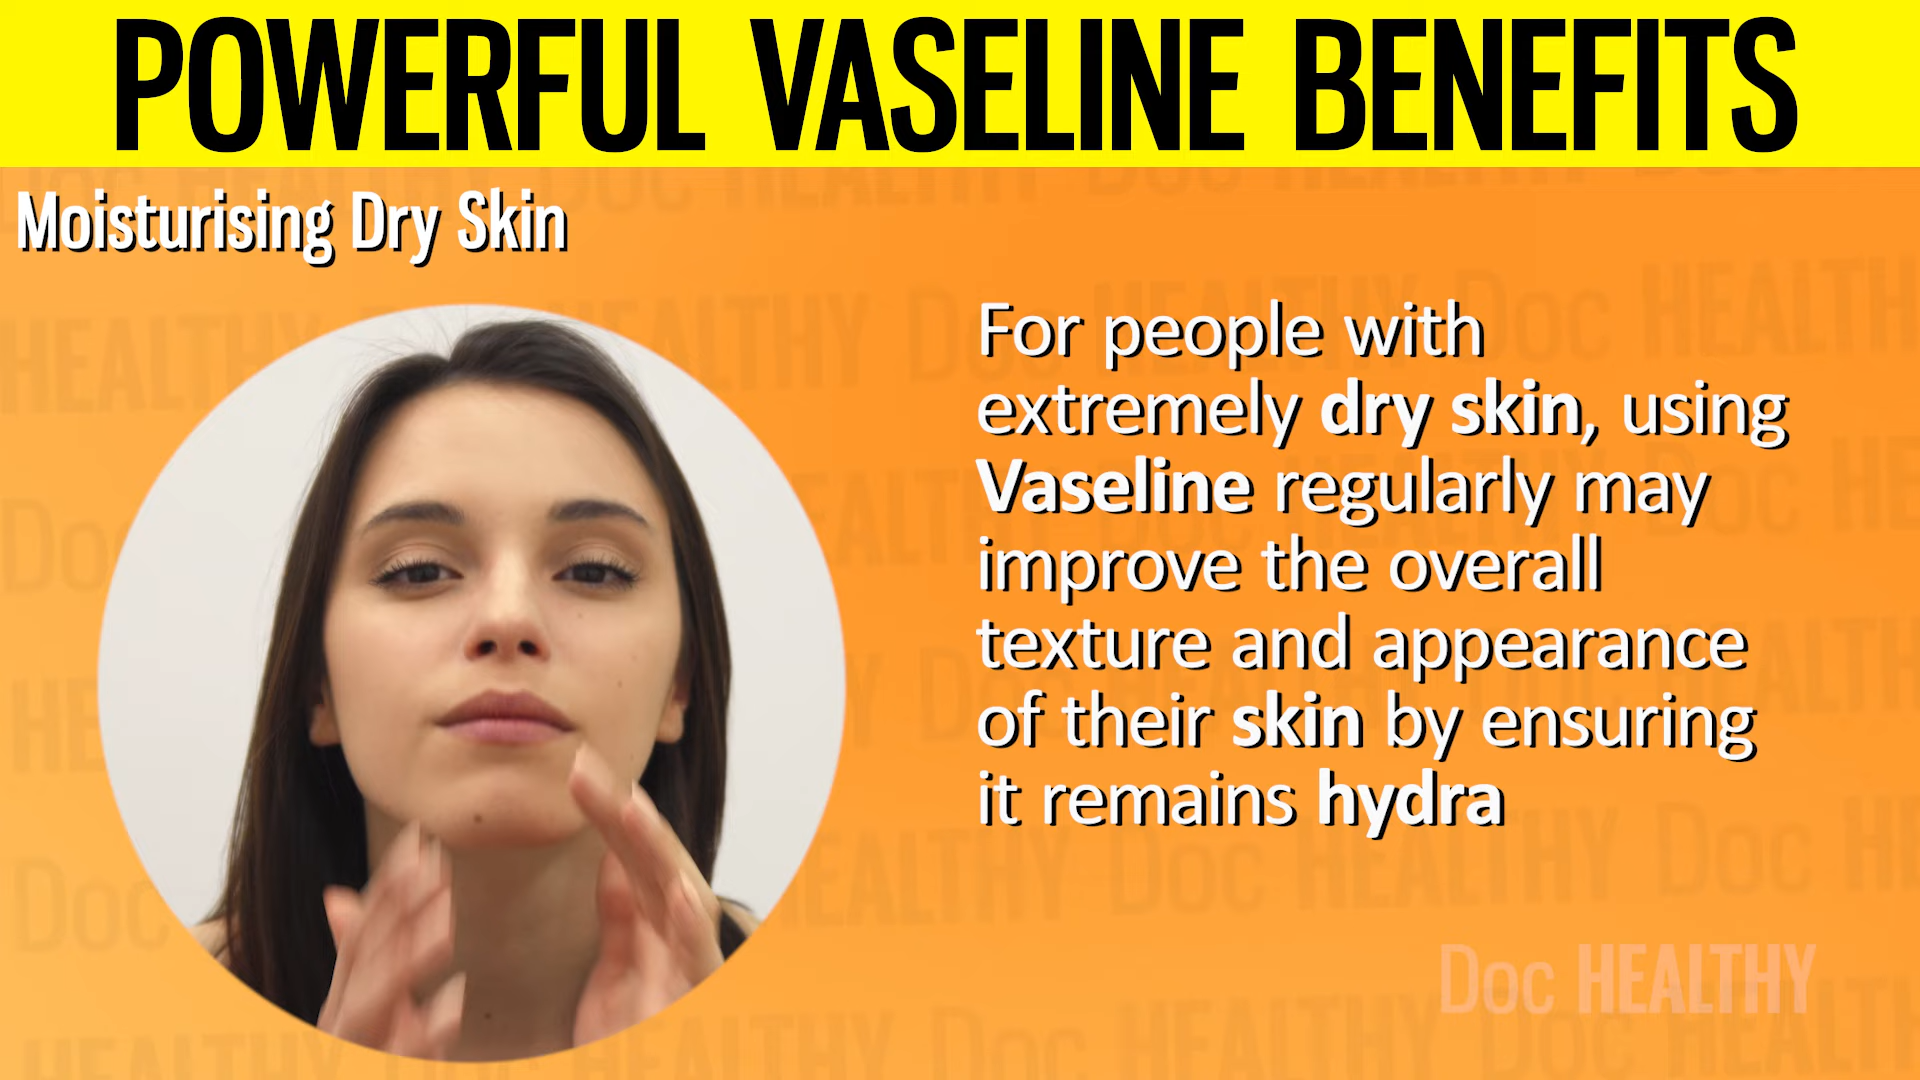 POWERFUL VASELINE BENEFITS
Moisturising Dry Skin
For people with
extremely dry skin, using
Vaseline regularly may
improve the overall
texture and appearance
of their skin by ensuring
it remains hydra
Doc HEALTHY